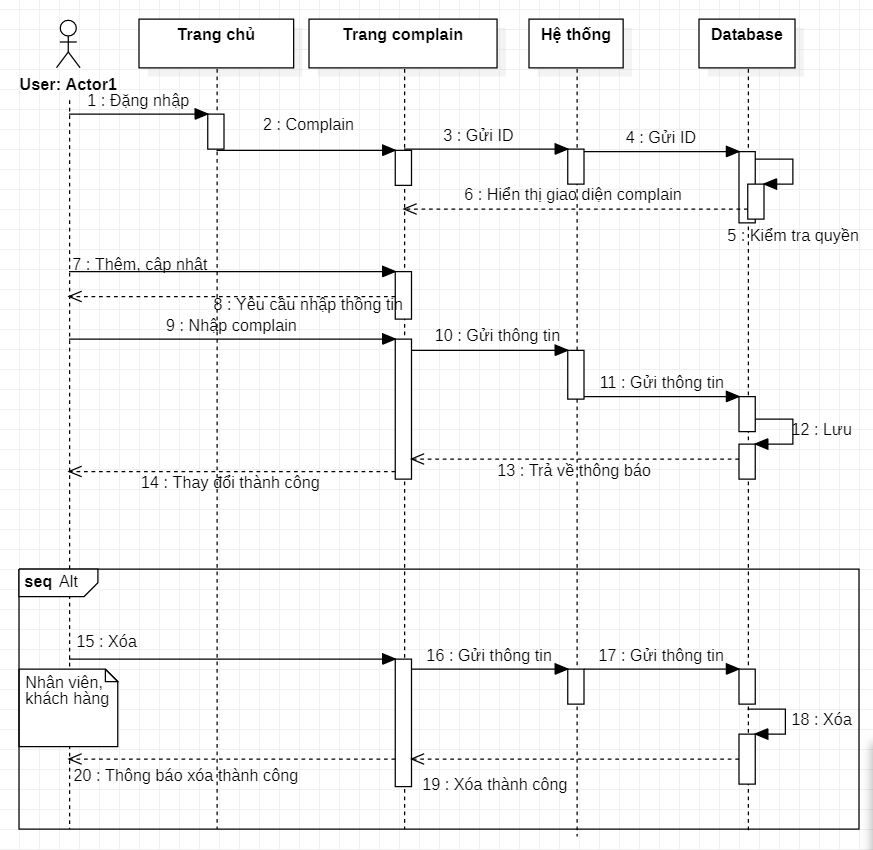 Trang chủ
Trang complain
Hệ thống
Database
User: Actor1
1 : Đặng nhập
2 : Complain
3 : Gửi ID
4 : Gửi ID
5 : Kiểm tra quyền
6 : Hiển thị giao diện complain
7 : Thêm, cập nhật
8 : Yêu cầu nhập thông tin
9 : Nhập complain
10 : Gửi thông tin
11 : Gửi thông tin
12 : Lưu
13 : Trả về thông báo
14 : Thay đổi thành công
seq Alt
15 : Xóa
16 : Gửi thông tin
17 : Gửi thông tin
Nhân viên,
khách hàng
18 : Xóa
19 : Xóa thành công
20 : Thông báo xóa thành công